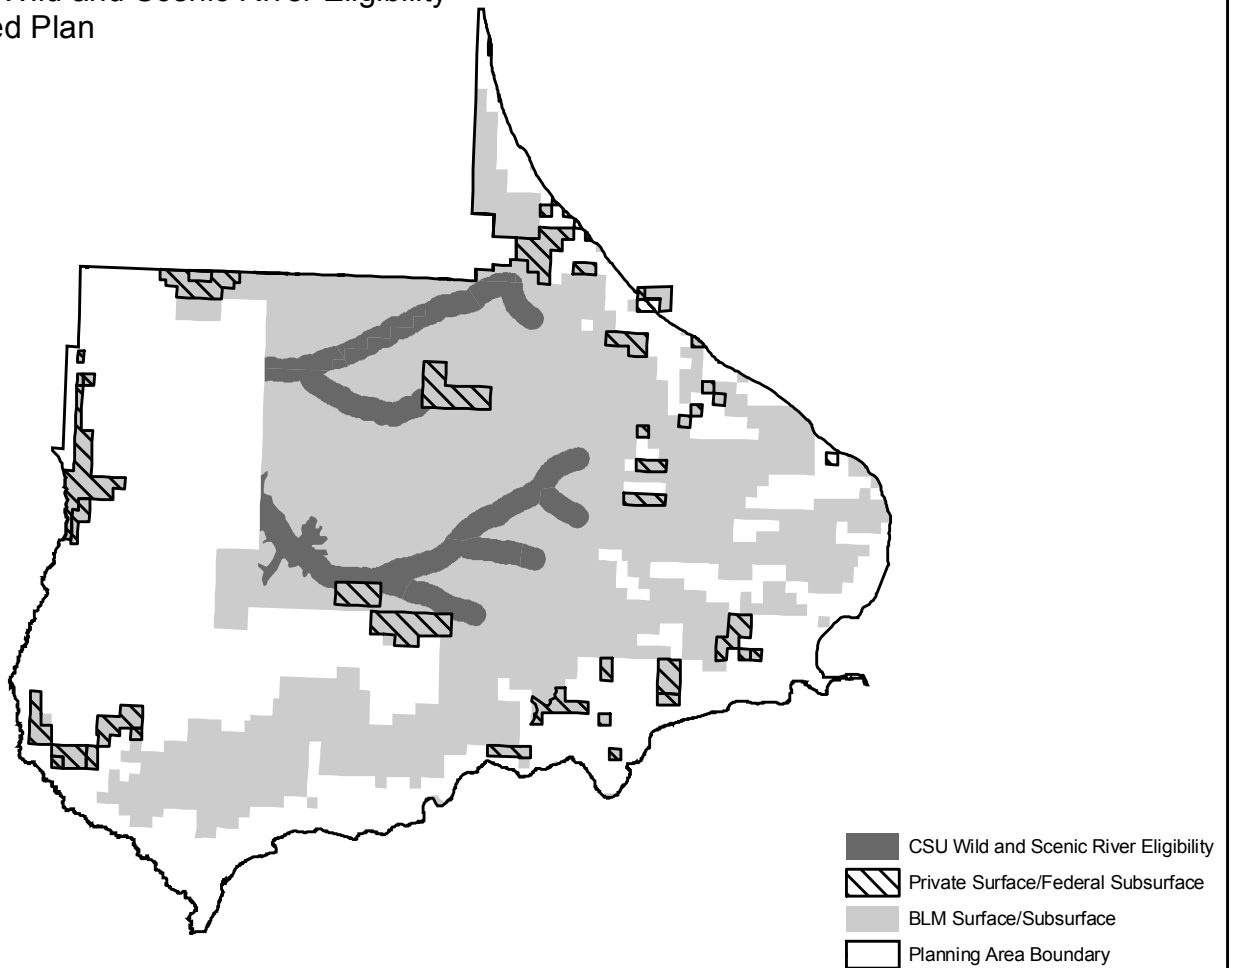 Wild and Scenic River Eligibility
ed Plan
CSU Wild and Scenic River Eligibility
Private Surface/Federal Subsurface
BLM Surface/Subsurface
Planning Area Boundary